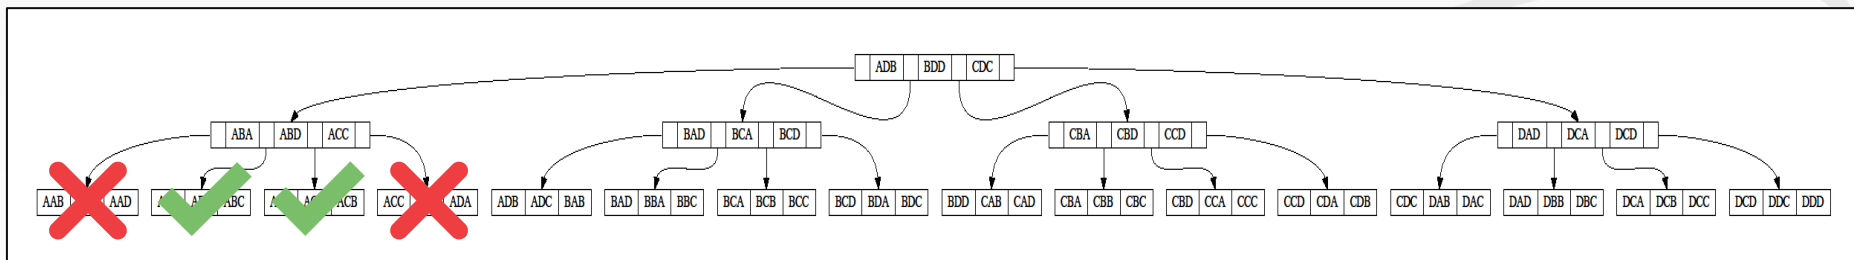 ADB BDD CDC
ABA ABD ACC
BAD BCA BCD
CBA CBD CCD
DAD DCA DCD
AAB AAD
ABC
ACB
ACC ADA
ADB ADC BAB
BAD BBA BBC
BCA BCB BCC
BCD BDA BDC
BDD CAB CAD
CBA CBB CBC
CBD CCA CCC
CCD CDA CDB
CDC DAB DAC
DAD DBB DBC
DCA DCB DCC
DCD DDC DDD